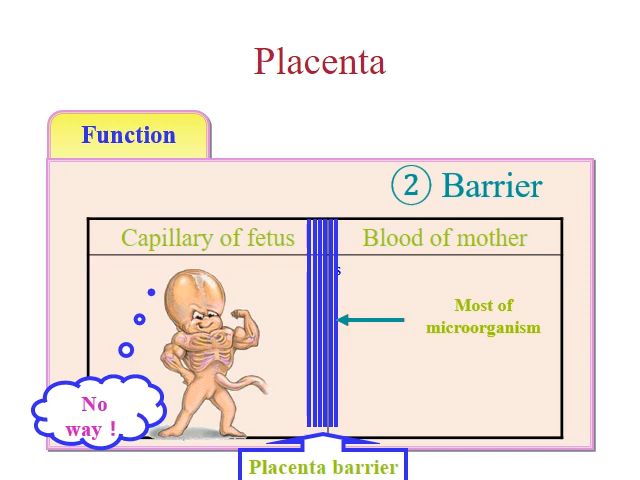 Placenta
Function
② Barrier
Capillary of fetus
Blood of mother
s
Most of
microorganism
No
way！
Placenta barrier